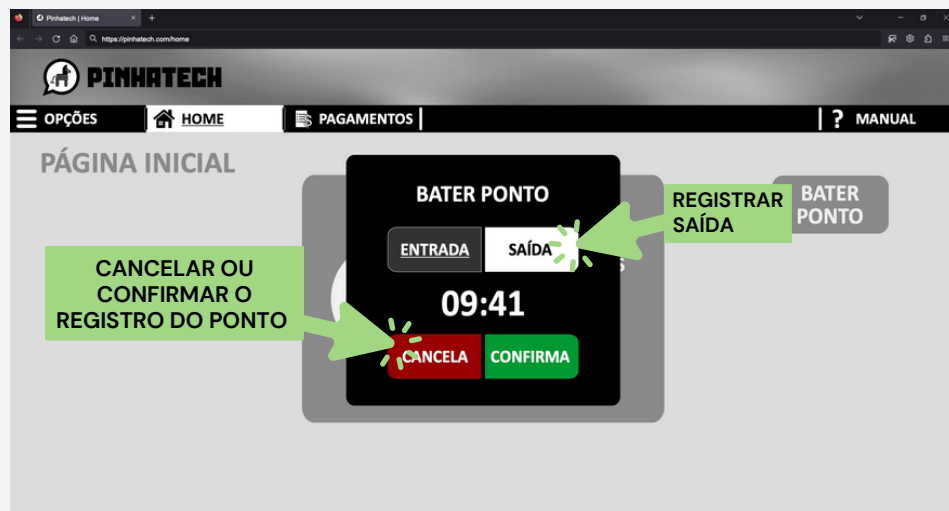 Pinhatech | Home
https://pinhatech.com/home
PINHATECH
OPÇÕES
HOME
PAGAMENTOS
? MANUAL
PÁGINA INICIAL
BATER PONTO
REGISTRAR
SAÍDA
BATER
PONTO
ENTRADA
SAÍDA
CANCELAR OU
CONFIRMAR O
REGISTRO DO PONTO
09:41
CANCELA
CONFIRMA